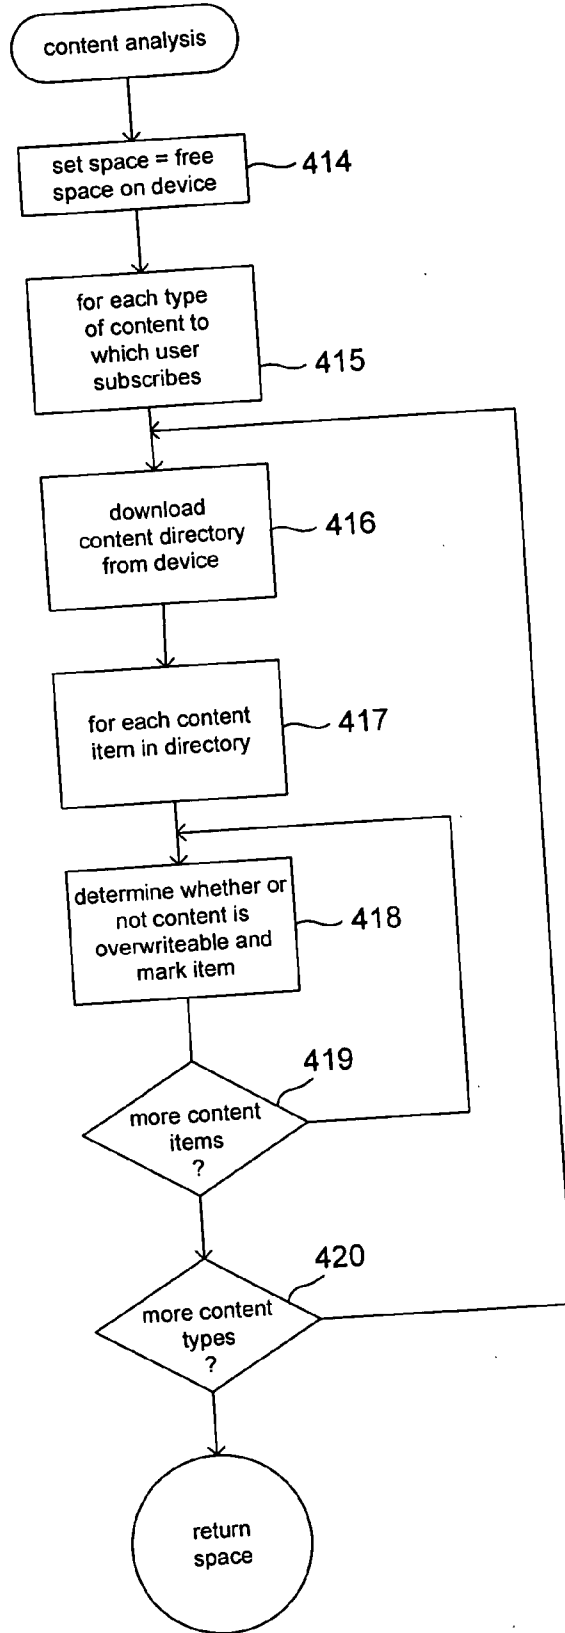 content analysis
set space = free
space on device
414
for each type
of content to
which user
subscribes
415
download
content directory
from device
416
for each content
item in directory
417
determine whether or
not content is
overwriteable and
mark item
418
419
more content
items
?
420
more content
types
?
return
space